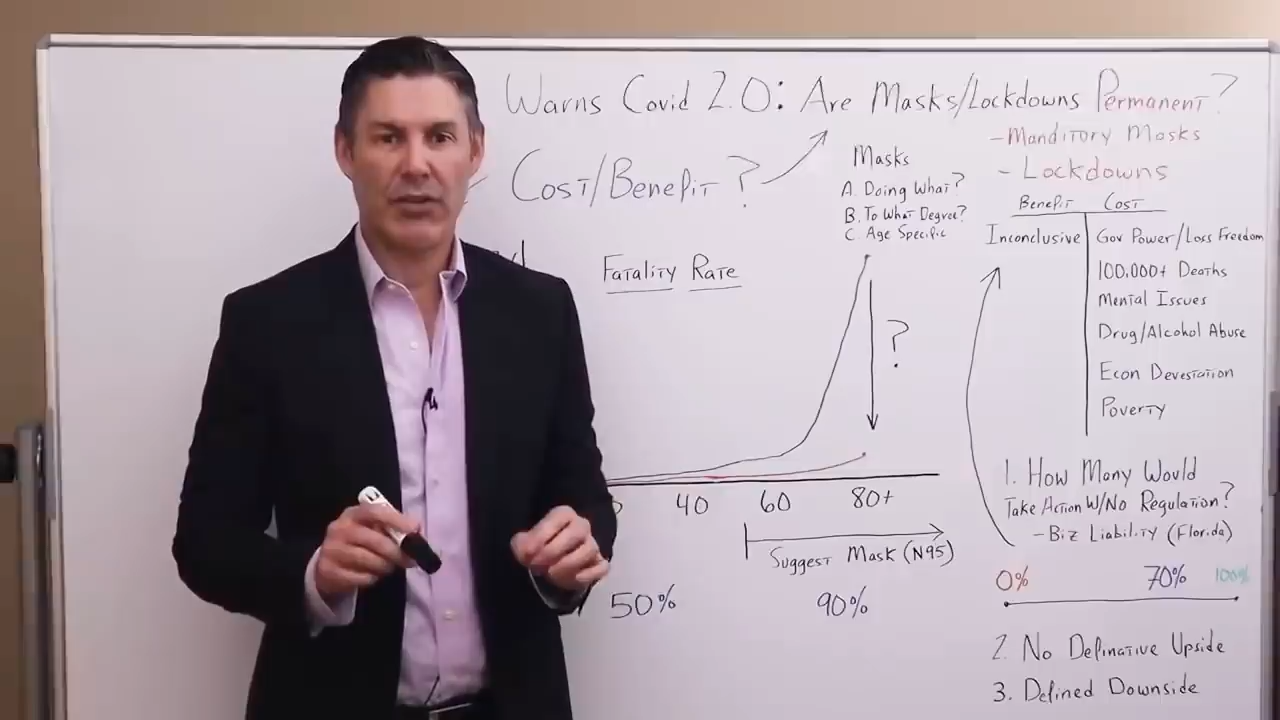 Warns Covid 2.0: Are Masks/Lockdowns Permanent?
- Manditory Masks
- Lockdowns
Cost/Benefit?
Masks
A. Doing What?
B. To What Degree?
C. Age Specific
Benefit Cost
Inconclusive Gov Power/Loss Freedom
100,000+ Deaths
Mental Issues
Drug/Alcohol Abuse
Econ Devestation
Poverty
Fatality Rate
?
40 60 80+
Suggest Mask (N95)
50% 90%
1. How Many Would
Take Action W/No Regulation?
- Biz Liability (Florida)
0% 70% 100%
2. No Definative Upside
3. Defined Downside